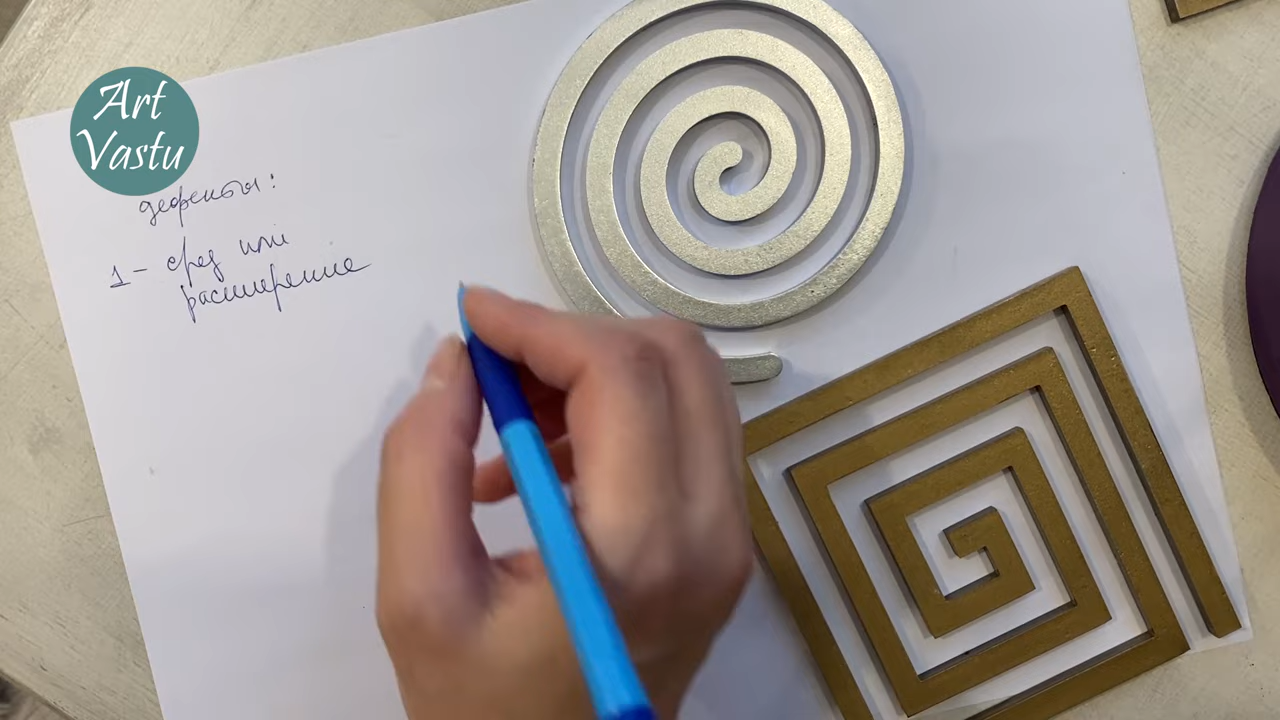 Art
Vastu
дефекты:
1 - срез или
расширение